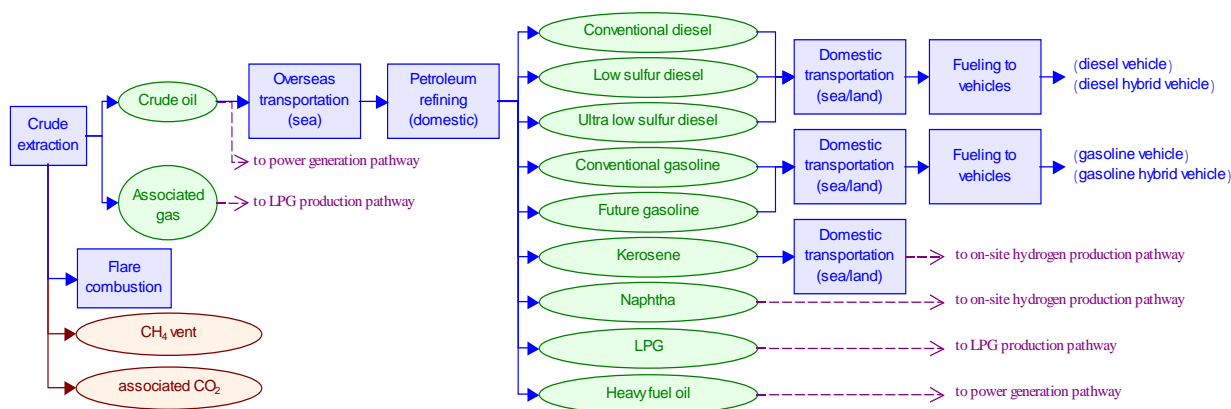 Crude
extraction
Crude oil
Associated
gas
Flare
combustion
CH₄ vent
associated CO₂
Overseas
transportation
(sea)
to power generation pathway
to LPG production pathway
Petroleum
refining
(domestic)
Conventional diesel
Low sulfur diesel
Ultra low sulfur diesel
Conventional gasoline
Future gasoline
Kerosene
Naphtha
LPG
Heavy fuel oil
Domestic
transportation
(sea/land)
Fueling to
vehicles
(diesel vehicle)
(diesel hybrid vehicle)
Domestic
transportation
(sea/land)
Fueling to
vehicles
(gasoline vehicle)
(gasoline hybrid vehicle)
Domestic
transportation
(sea/land)
to on-site hydrogen production pathway
to on-site hydrogen production pathway
to LPG production pathway
to power generation pathway